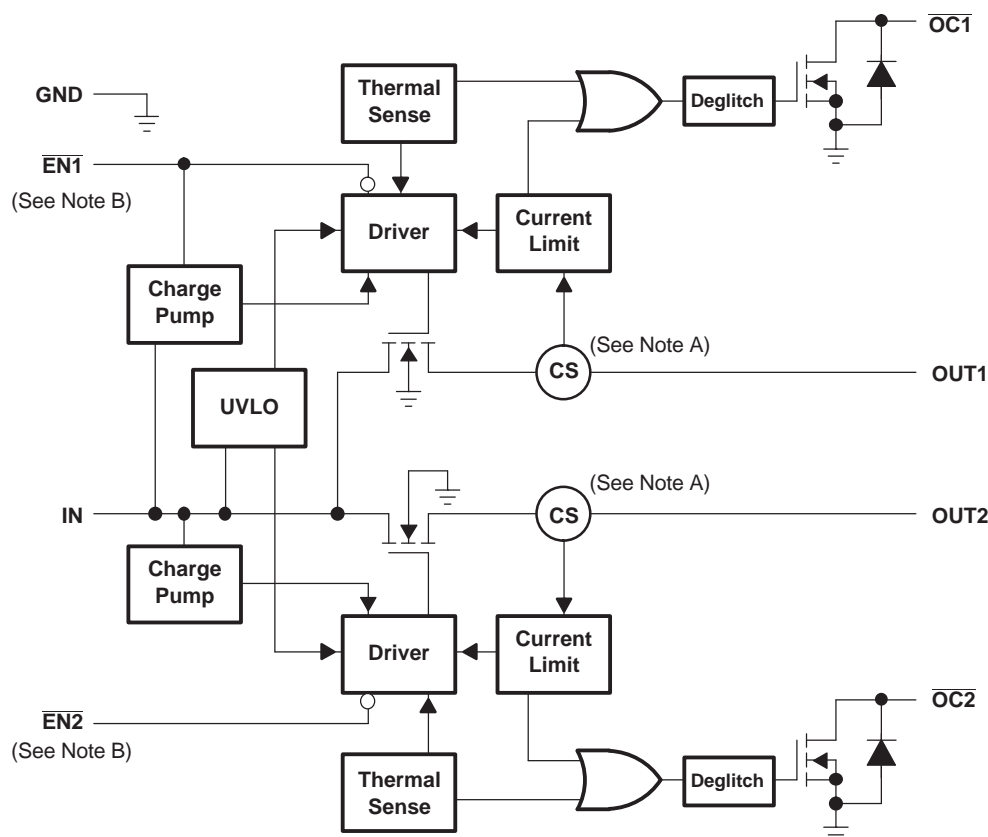 OC1
Thermal
Sense
Deglitch
GND
EN1
(See Note B)
Driver
Current
Limit
Charge
Pump
(See Note A)
CS
OUT1
UVLO
(See Note A)
IN
CS
OUT2
Charge
Pump
Driver
Current
Limit
EN2
(See Note B)
OC2
Thermal
Sense
Deglitch